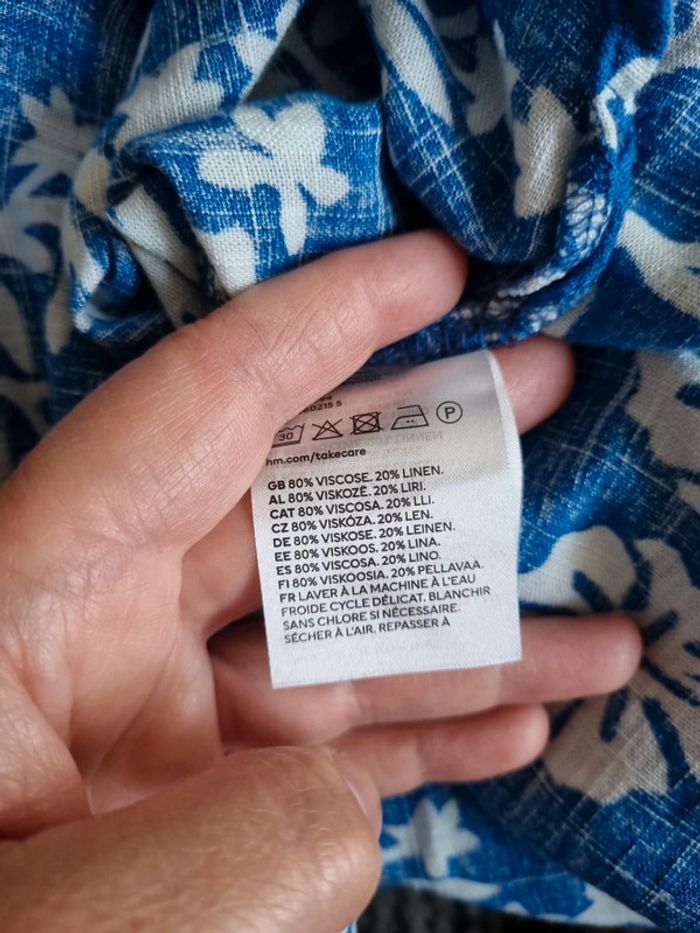 30 P
hm.com/takecare
GB 80% VISCOSE. 20% LINEN.
AL 80% VISKOZË. 20% LIRI.
CAT 80% VISCOSA. 20% LLI.
CZ 80% VISKÓZA. 20% LEN.
DE 80% VISKOSE. 20% LEINEN.
EE 80% VISKOOS. 20% LINA.
ES 80% VISCOSA. 20% LINO.
FI 80% VISKOOSIA. 20% PELLAVAA.
FR LAVER À LA MACHINE À L'EAU
FROIDE CYCLE DÉLICAT. BLANCHIR
SANS CHLORE SI NÉCESSAIRE.
SÉCHER À L'AIR. REPASSER À